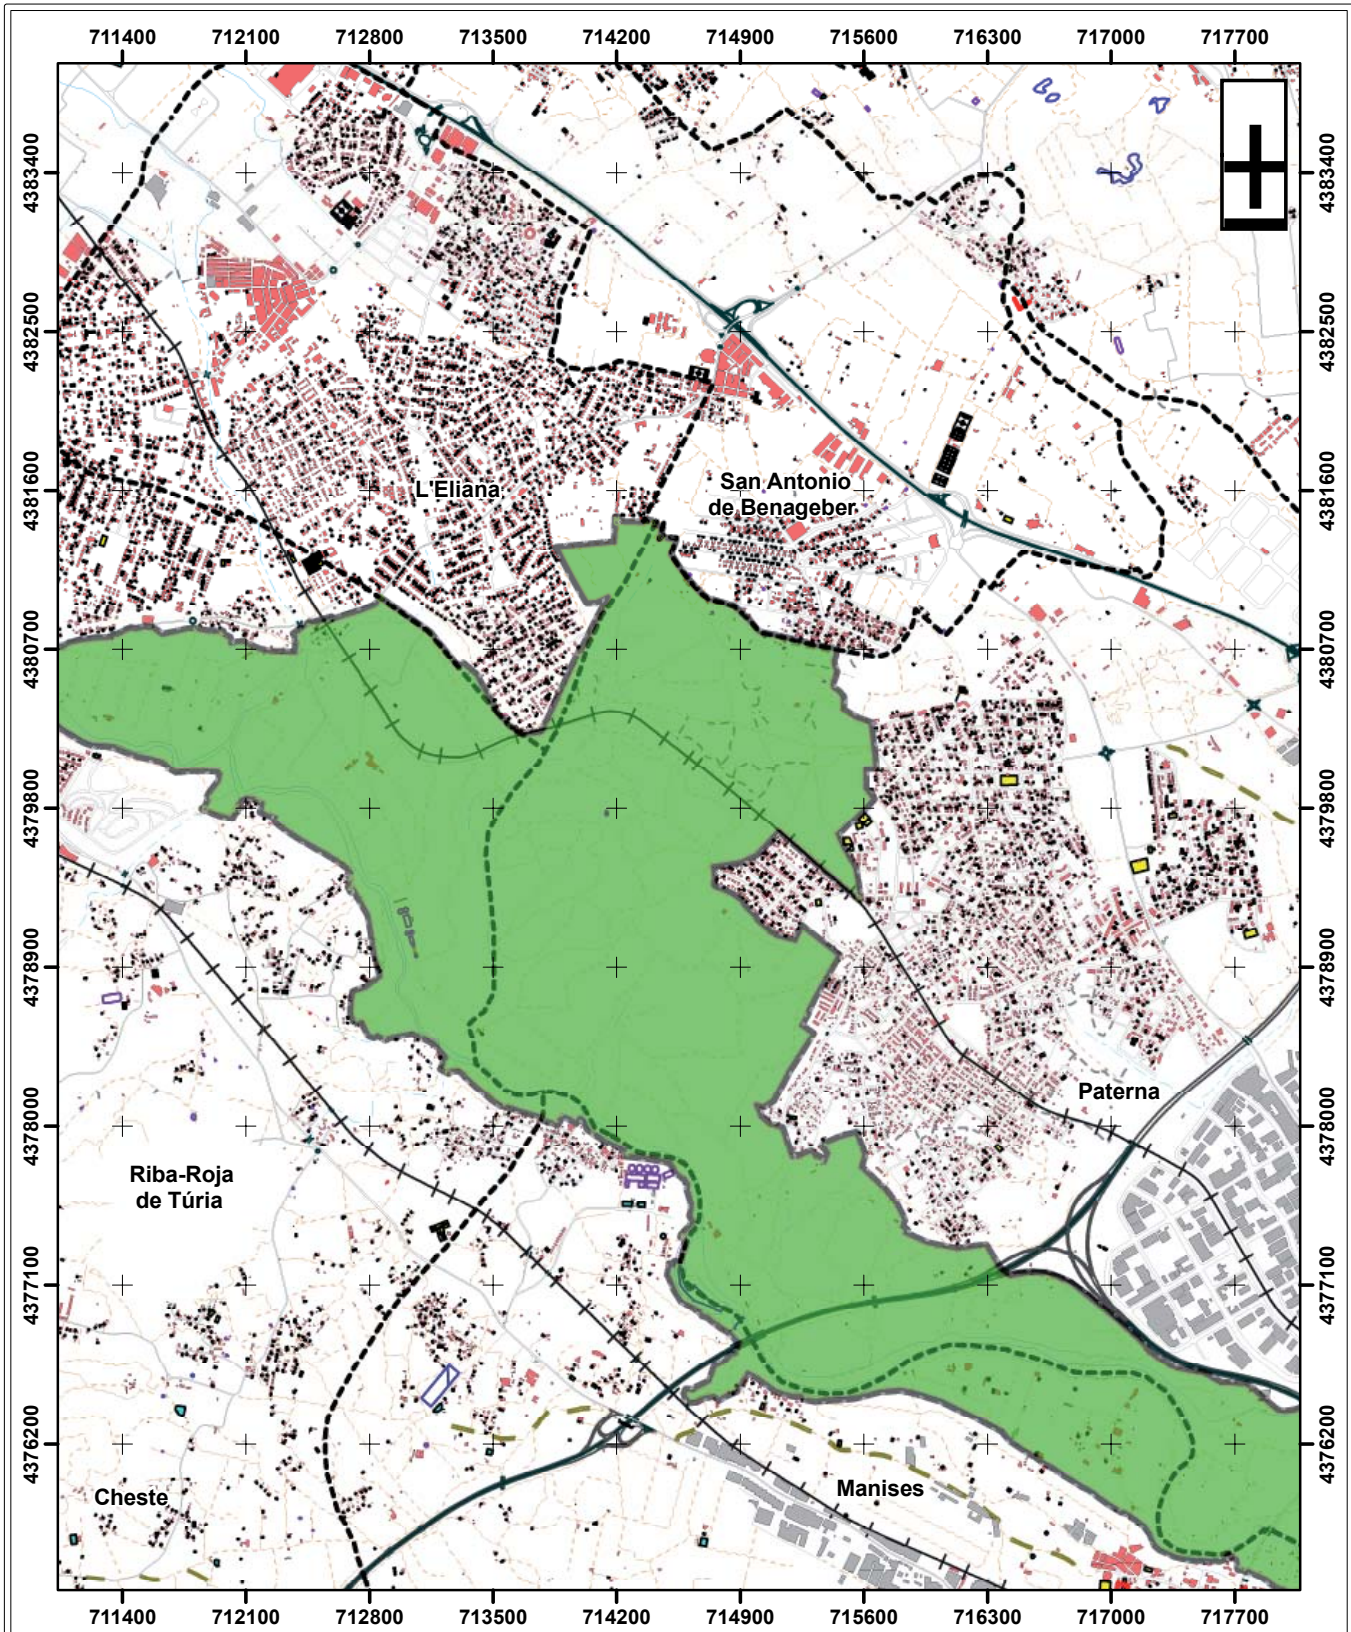 711400 712100 712800 713500 714200 714900 715600 716300 717000 717700
4383400 4383400
4382500 4382500
L'Eliana
San Antonio
de Benageber
4381600 4381600
4380700 4380700
4379800 4379800
4378900 4378900
Paterna
4378000 4378000
Riba-Roja
de Túria
4377100 4377100
4376200 4376200
Cheste
Manises
711400 712100 712800 713500 714200 714900 715600 716300 717000 717700